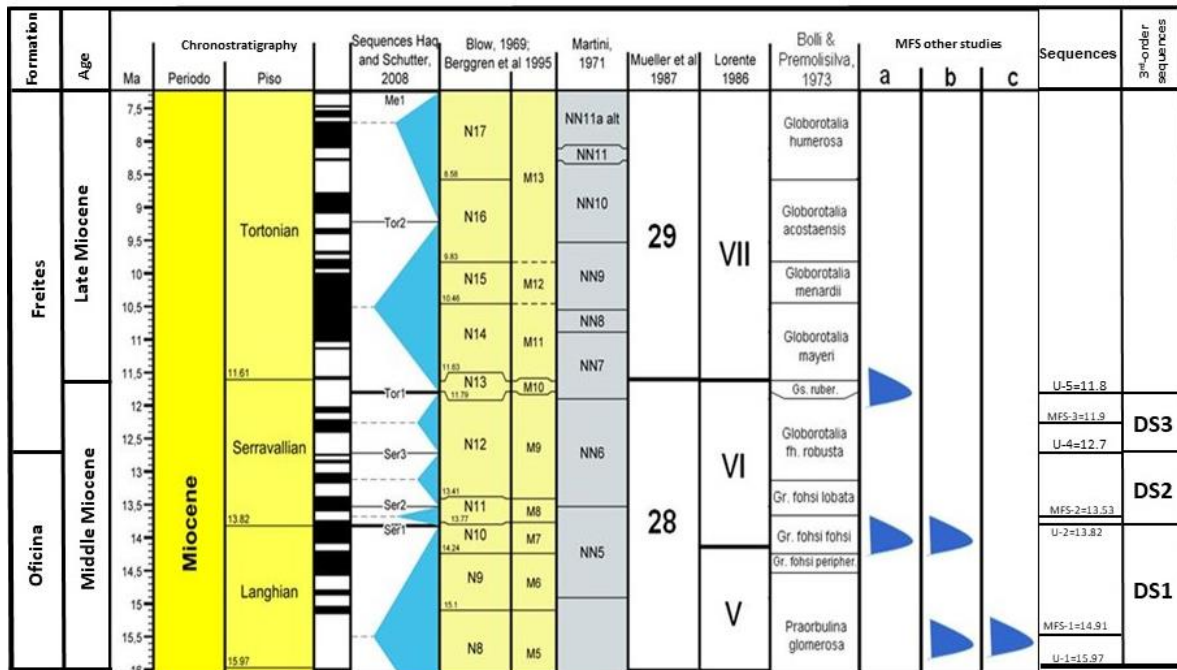 Formation
Age
Chronostratigraphy
Ma
Periodo
Piso
Sequences Haq
and Schutter,
2008
Blow, 1969;
Berggren et al 1995
Martini,
1971
Mueller et al
1987
Lorente
1986
Bolli &
Premolisilva,
1973
MFS other studies
a
b
c
Sequences
3rd-order
sequences
Freites
Oficina
Late Miocene
Middle Miocene
7,5
8
8,5
9
9,5
10
10,5
11
11,5
12
12,5
13
13,5
14
14,5
15
15,5
Miocene
Tortonian
11.61
Serravallian
13.82
Langhian
15.97
Me1
Tor2
Tor1
Ser3
Ser2
Ser1
N17
8.58
N16
9.83
N15
10.46
N14
11.63
N13
11.79
N12
13.41
N11
13.77
N10
14.24
N9
15.1
N8
M13
M12
M11
M10
M9
M8
M7
M6
M5
NN11a alt
NN11
NN10
NN9
NN8
NN7
NN6
NN5
29
28
VII
VI
V
Globorotalia
humerosa
Globorotalia
acostaensis
Globorotalia
menardii
Globorotalia
mayeri
Gs. ruber.
Globorotalia
fh. robusta
Gr. fohsi lobata
Gr. fohsi fohsi
Gr. fohsi peripher.
Praorbulina
glomerosa
U-5=11.8
MFS-3=11.9
U-4=12.7
MFS-2=13.53
U-2=13.82
MFS-1=14.91
U-1=15.97
DS3
DS2
DS1